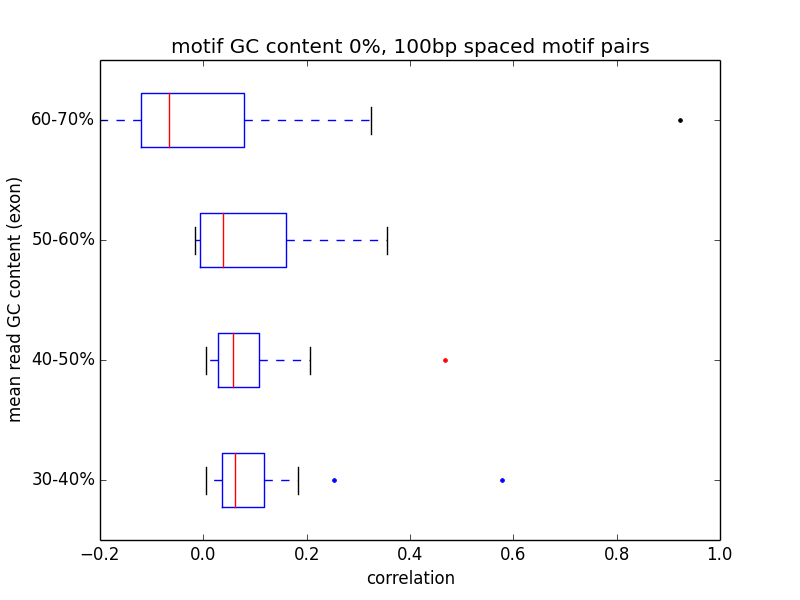 motif GC content 0%, 100bp spaced motif pairs
mean read GC content (exon)
60-70%
50-60%
40-50%
30-40%
−0.2 0.0 0.2 0.4 0.6 0.8 1.0
correlation